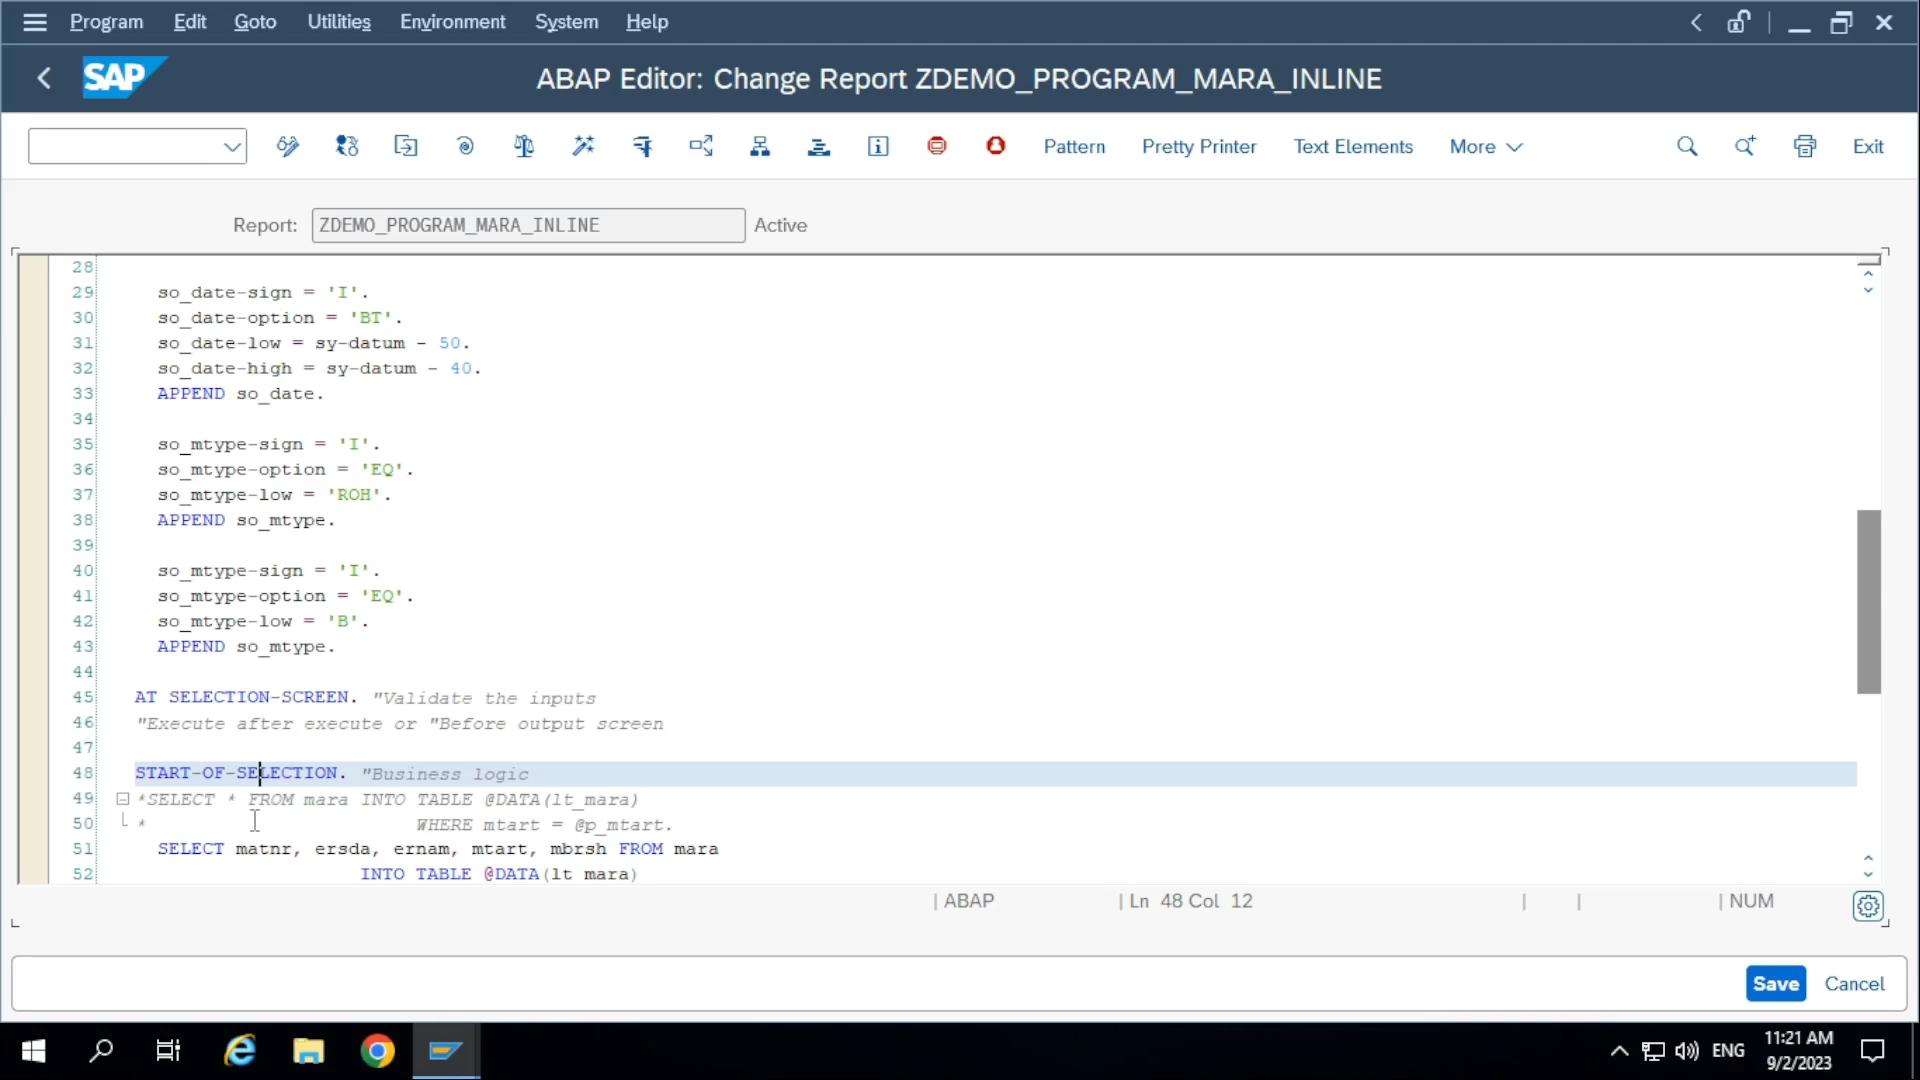 Program Edit Goto Utilities Environment System Help
SAP ABAP Editor: Change Report ZDEMO_PROGRAM_MARA_INLINE
Pattern Pretty Printer Text Elements More Exit
Report: ZDEMO_PROGRAM_MARA_INLINE Active
28
29 so_date-sign = 'I'.
30 so_date-option = 'BT'.
31 so_date-low = sy-datum - 50.
32 so_date-high = sy-datum - 40.
33 APPEND so_date.
34
35 so_mtype-sign = 'I'.
36 so_mtype-option = 'EQ'.
37 so_mtype-low = 'ROH'.
38 APPEND so_mtype.
39
40 so_mtype-sign = 'I'.
41 so_mtype-option = 'EQ'.
42 so_mtype-low = 'B'.
43 APPEND so_mtype.
44
45 AT SELECTION-SCREEN. "Validate the inputs
46 "Execute after execute or "Before output screen
47
48 START-OF-SELECTION. "Business logic
49 *SELECT * FROM mara INTO TABLE @DATA(lt_mara)
50 * WHERE mtart = @p_mtart.
51 SELECT matnr, ersda, ernam, mtart, mbrsh FROM mara
52 INTO TABLE @DATA(lt_mara)
| ABAP | Ln 48 Col 12 | | | NUM
Save Cancel
ENG 11:21 AM
9/2/2023